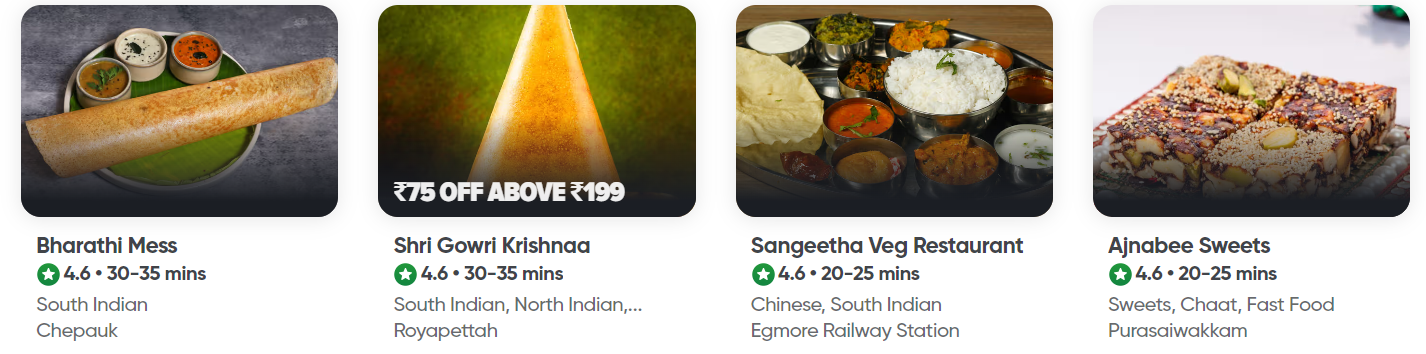 ₹75 OFF ABOVE ₹199
Bharathi Mess
4.6 • 30-35 mins
South Indian
Chepauk
Shri Gowri Krishnaa
4.6 • 30-35 mins
South Indian, North Indian,...
Royapettah
Sangeetha Veg Restaurant
4.6 • 20-25 mins
Chinese, South Indian
Egmore Railway Station
Ajnabee Sweets
4.6 • 20-25 mins
Sweets, Chaat, Fast Food
Purasaiwakkam